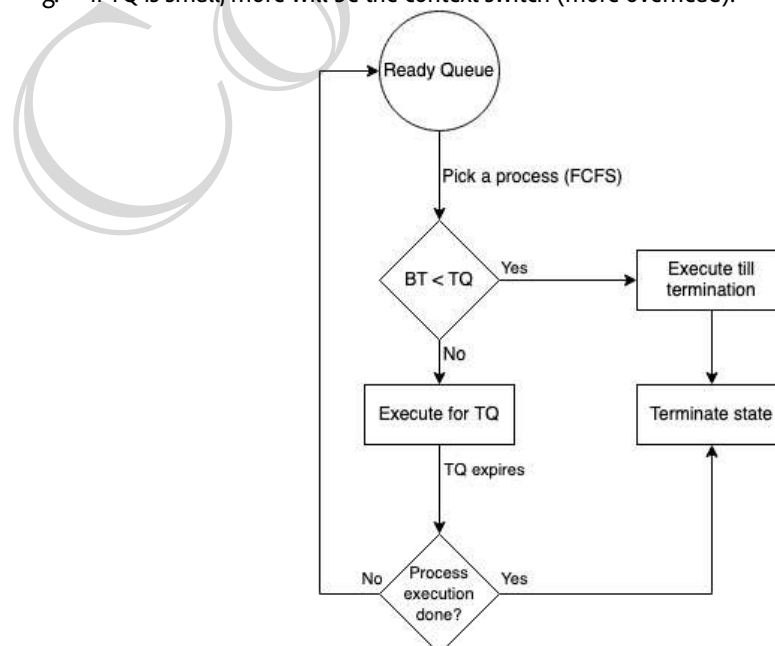 g. If TQ is small, more will be the context switch (more overhead).
Ready Queue
Pick a process (FCFS)
BT < TQ
Yes
Execute till
termination
No
Execute for TQ
Terminate state
TQ expires
No
Process
execution
done?
Yes